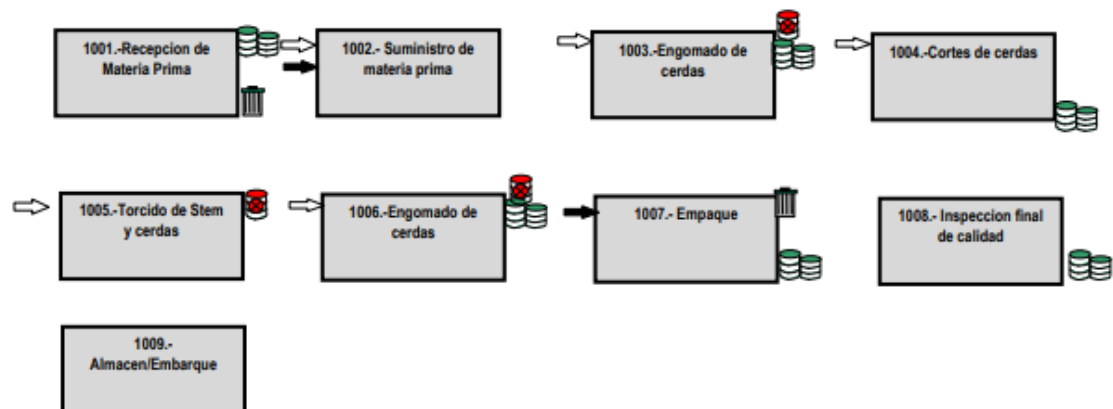 1001.-Recepcion de
Materia Prima
1002.- Suministro de
materia prima
1003.-Engomado de
cerdas
1004.-Cortes de cerdas
1005.-Torcido de Stem
y cerdas
1006.-Engomado de
cerdas
1007.- Empaque
1008.- Inspeccion final
de calidad
1009.-
Almacen/Embarque